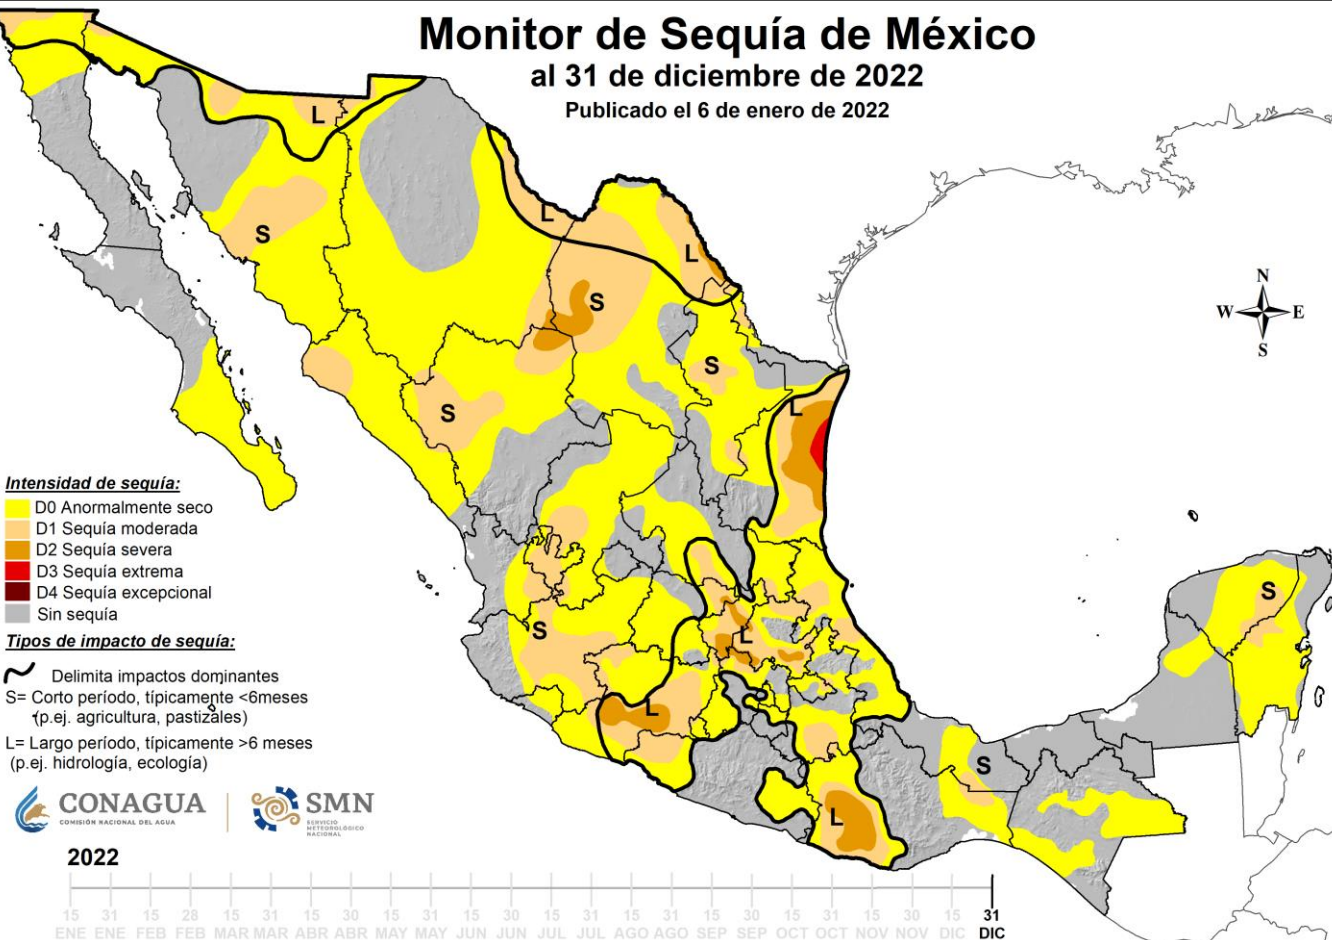 Monitor de Sequía de México
al 31 de diciembre de 2022
Publicado el 6 de enero de 2022
L
S
L
L
S
S
S
L
N
W E
S
Intensidad de sequía:
D0 Anormalmente seco
D1 Sequía moderada
D2 Sequía severa
D3 Sequía extrema
D4 Sequía excepcional
Sin sequía
Tipos de impacto de sequía:
Delimita impactos dominantes
S= Corto período, típicamente <6meses
(p.ej. agricultura, pastizales)
L= Largo período, típicamente >6 meses
(p.ej. hidrología, ecología)
S
L
S
L
S
L
CONAGUA
COMISIÓN NACIONAL DEL AGUA
SMN
SERVICIO
METEOROLÓGICO
NACIONAL
2022
15 31 15 28 15 31 15 30 15 31 15 30 15 31 15 31 15 30 15 31 15 30 15 31
ENE ENE FEB FEB MAR MAR ABR ABR MAY MAY JUN JUN JUL JUL AGO AGO SEP SEP OCT OCT NOV NOV DIC DIC